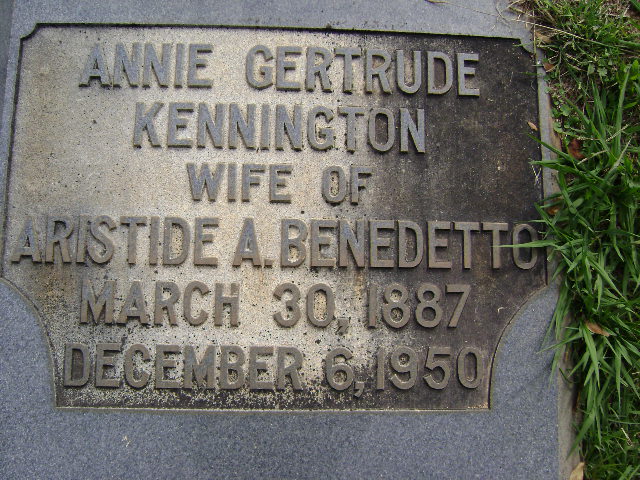 ANNIE GERTRUDE
KENNINGTON
WIFE OF
ARISTIDE A. BENEDETTO
MARCH 30, 1887
DECEMBER 6, 1950